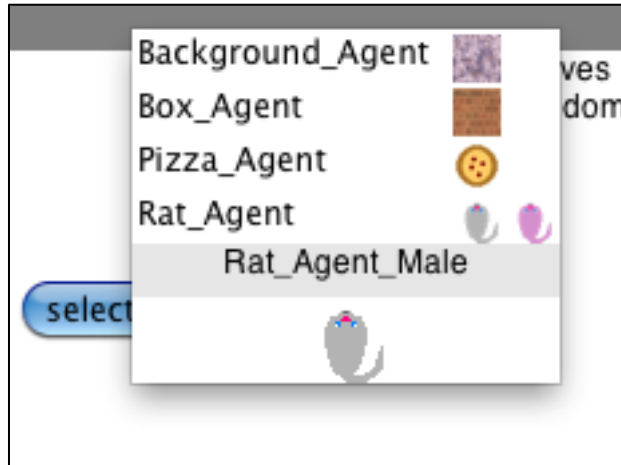 Background_Agent
ves
Box_Agent
dom
Pizza_Agent
Rat_Agent
Rat_Agent_Male
select